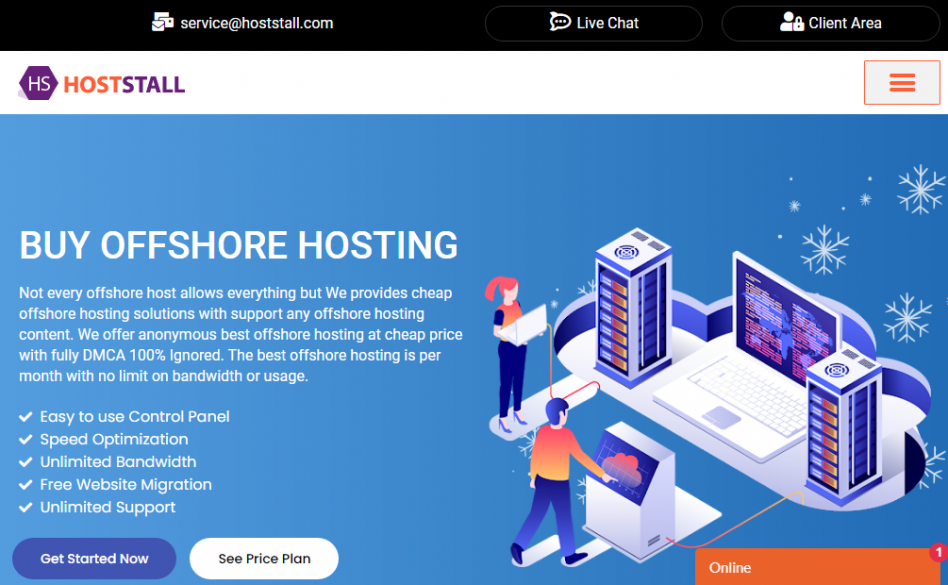 service@hoststall.com
Live Chat
Client Area
HS HOSTSTALL
BUY OFFSHORE HOSTING
Not every offshore host allows everything but We provides cheap
offshore hosting solutions with support any offshore hosting
content. We offer anonymous best offshore hosting at cheap price
with fully DMCA 100% Ignored. The best offshore hosting is per
month with no limit on bandwidth or usage.
Easy to use Control Panel
Speed Optimization
Unlimited Bandwidth
Free Website Migration
Unlimited Support
Get Started Now
See Price Plan
Online
1